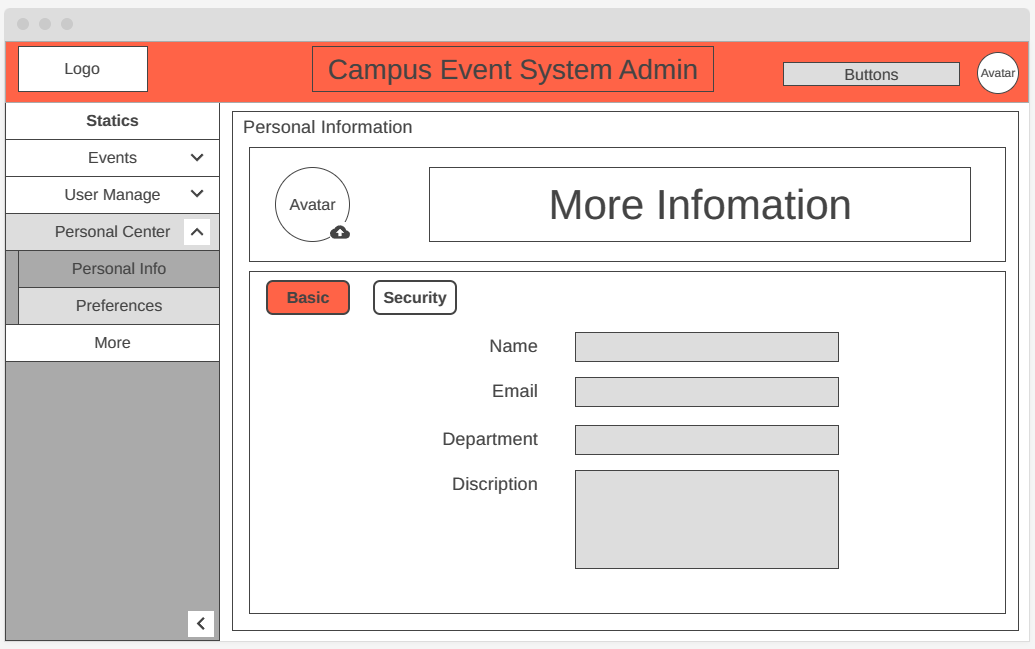 Logo
Campus Event System Admin
Buttons
Avatar
Statics
Events
User Manage
Personal Center
Personal Info
Preferences
More
Personal Information
Avatar
More Infomation
Basic
Security
Name
Email
Department
Discription